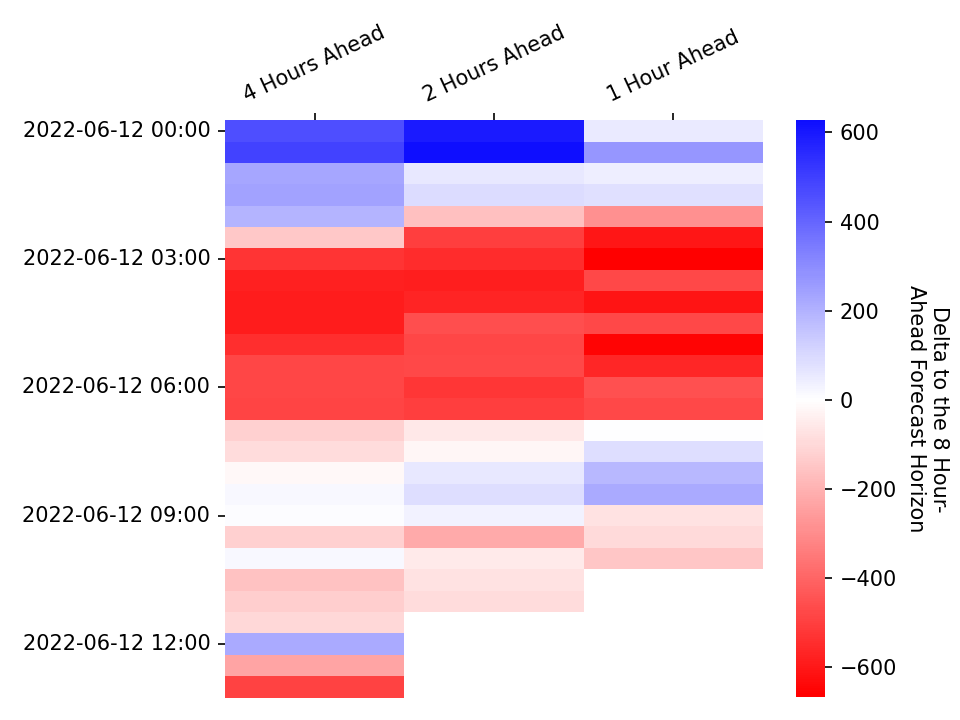 4 Hours Ahead
2 Hours Ahead
1 Hour Ahead
2022-06-12 00:00
2022-06-12 03:00
2022-06-12 06:00
2022-06-12 09:00
2022-06-12 12:00
600
400
200
0
−200
−400
−600
Delta to the 8 Hour-
Ahead Forecast Horizon